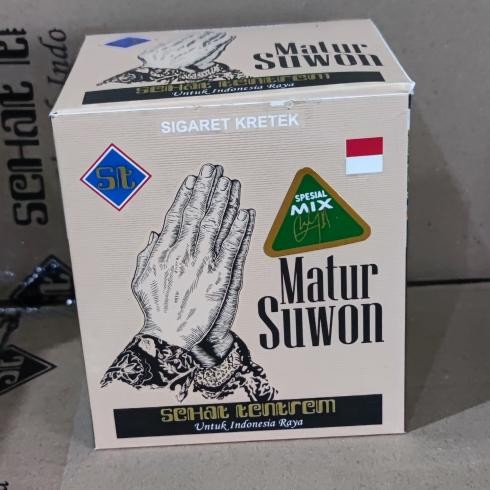 Matur
Suwon
SEHAT TENTREM
Untuk Indonesia Raya
SIGARET KRETEK
ST
SPESIAL
MIX
Matur
Suwon
SEHAT TENTREM
Untuk Indonesia Raya